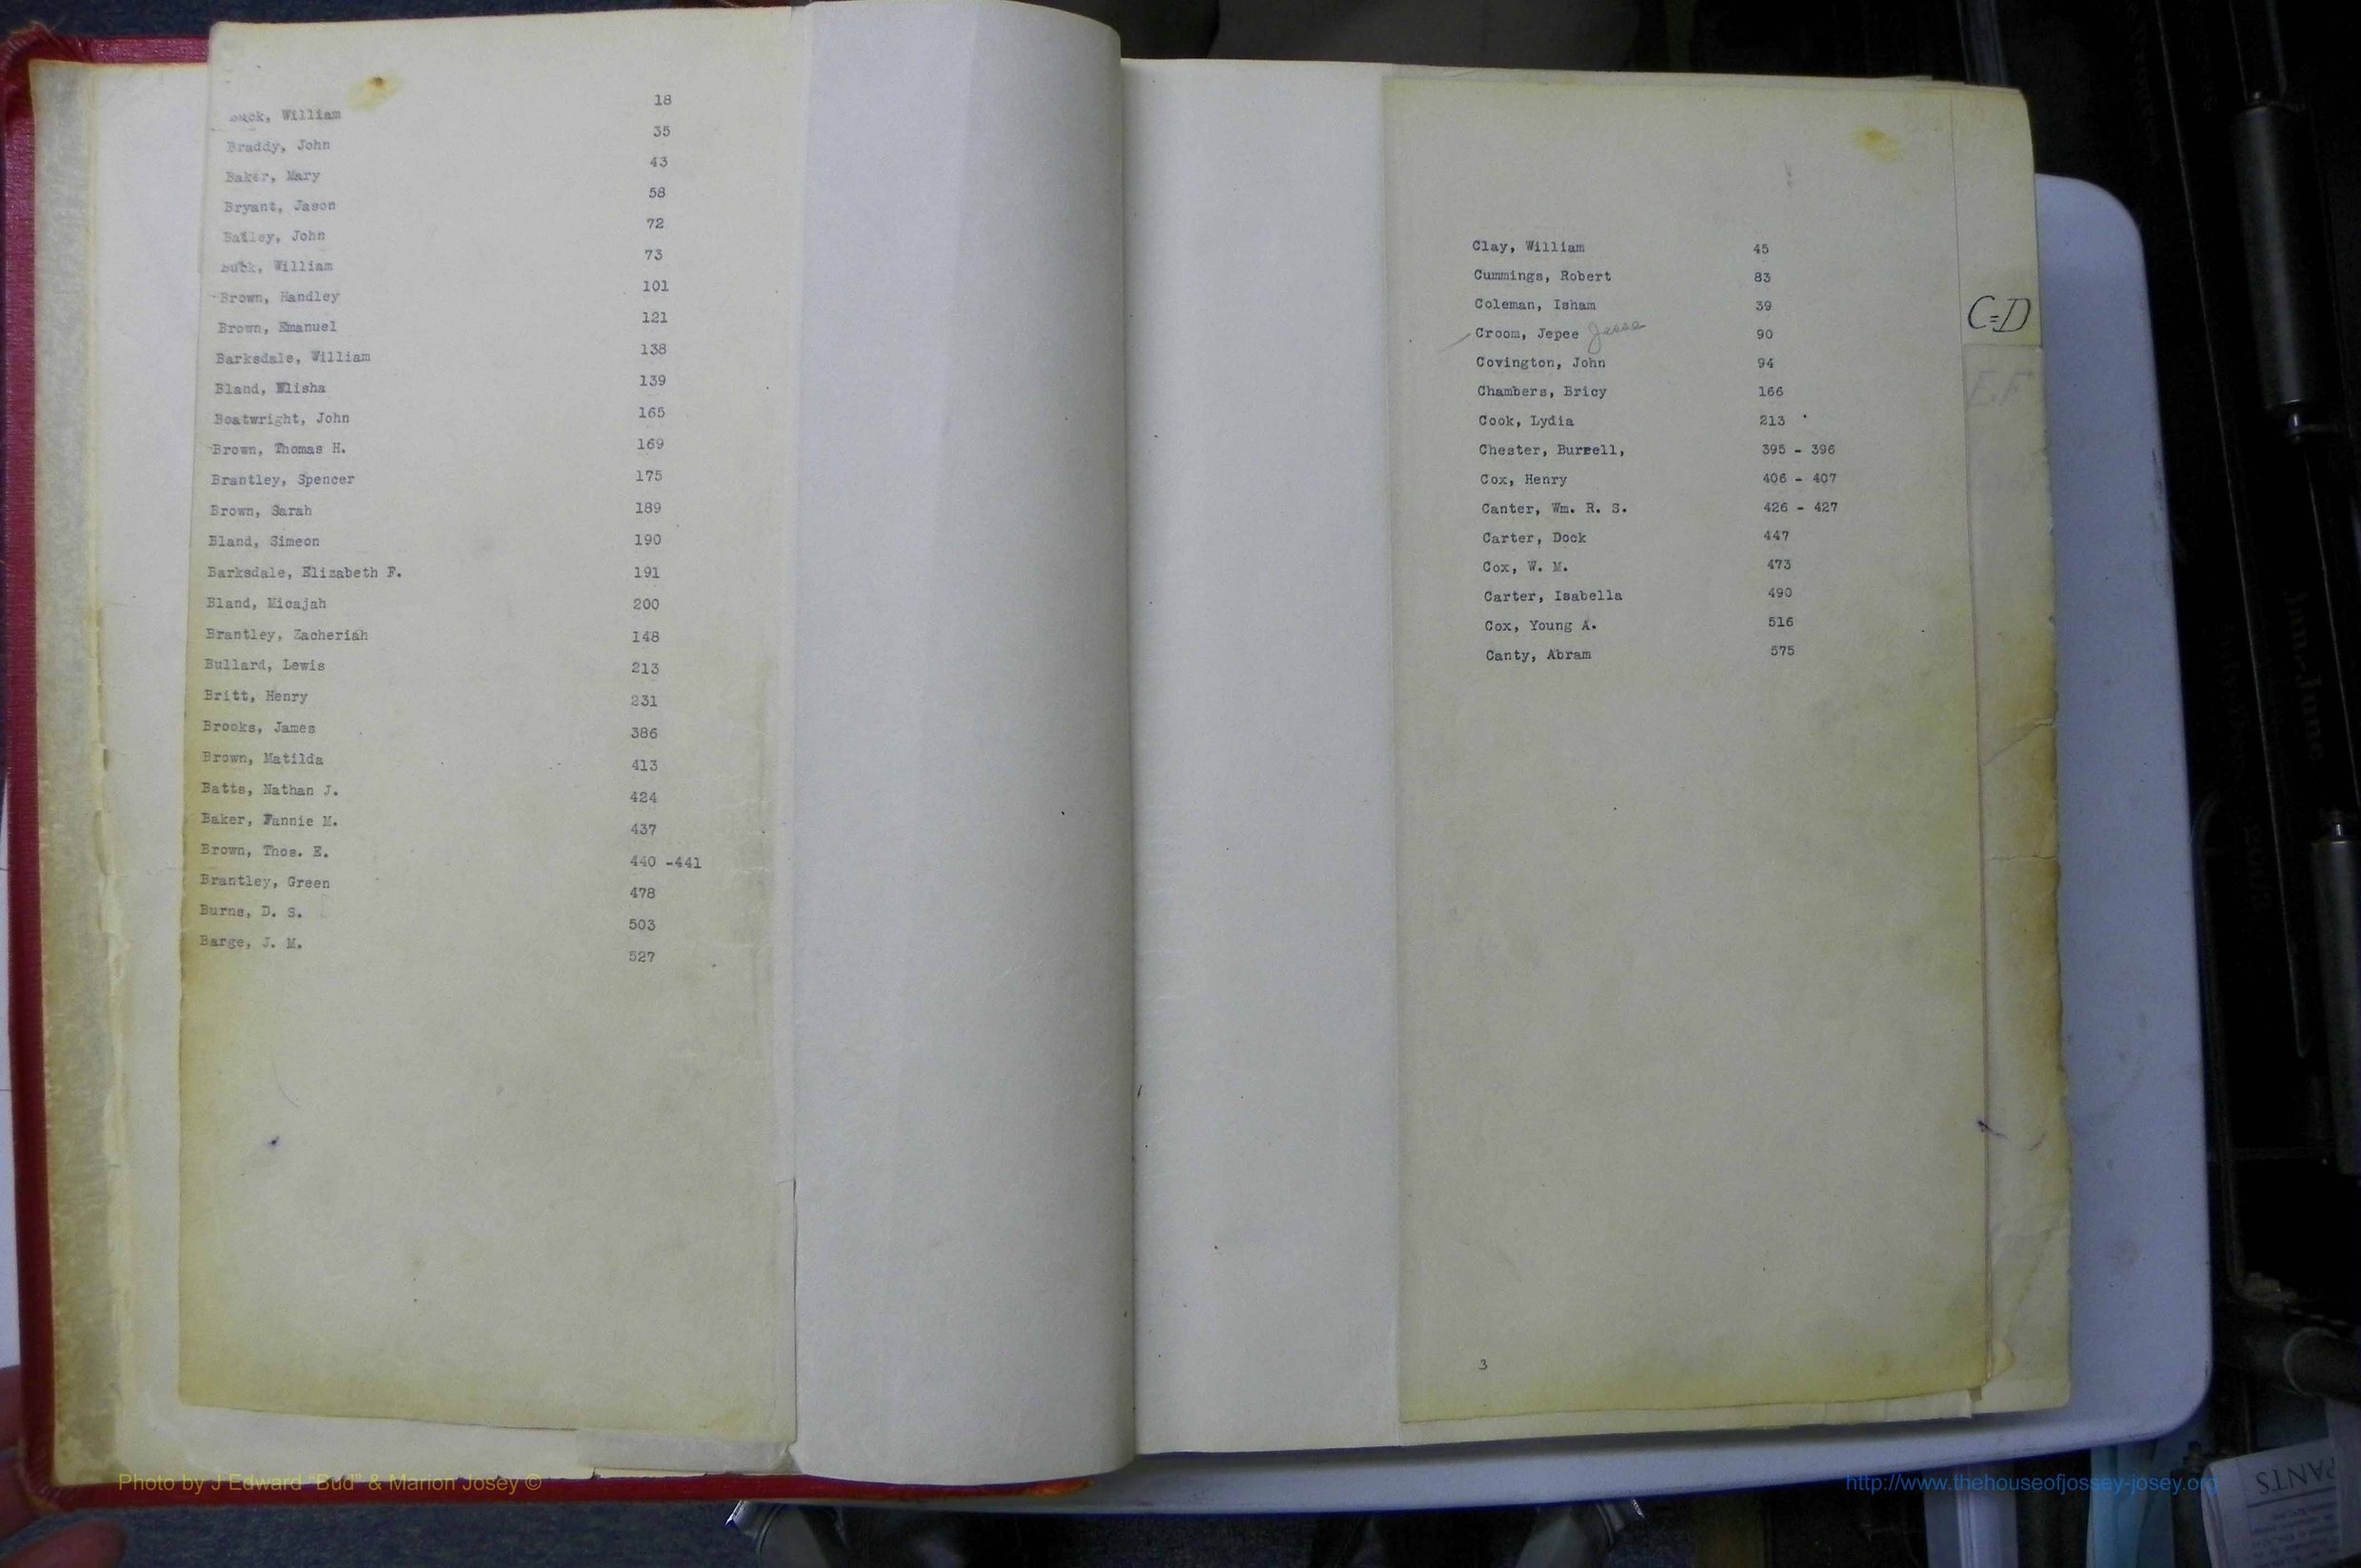 Buck, William 18
Braddy, John 35
Baker, Mary 43
Bryant, Jason 58
Bailey, John 72
Buck, William 73
Brown, Handley 101
Brown, Emanuel 121
Barksdale, William 138
Bland, Elisha 139
Boatwright, John 165
Brown, Thomas H. 169
Brantley, Spencer 175
Brown, Sarah 189
Bland, Simeon 190
Barksdale, Elizabeth F. 191
Bland, Micajah 200
Brantley, Zacheriah 148
Bullard, Lewis 213
Britt, Henry 231
Brooks, James 386
Brown, Matilda 413
Batts, Nathan J. 424
Baker, Fannie M. 437
Brown, Thos. E. 440 -441
Brantley, Green 478
Burns, D. S. 503
Barge, J. M. 527
Clay, William 45
Cummings, Robert 83
Coleman, Isham 39
Croom, Jepee Jesse 90
Covington, John 94
Chambers, Bricy 166
Cook, Lydia 213
Chester, Burrell, 395 - 396
Cox, Henry 406 - 407
Canter, Wm. R. S. 426 - 427
Carter, Dock 447
Cox, W. M. 473
Carter, Isabella 490
Cox, Young A. 516
Canty, Abram 575
3
C=D
E.F
Photo by J Edward "Bud" & Marion Josey ©
http://www.thehouseofjossey-josey.org
PANTS